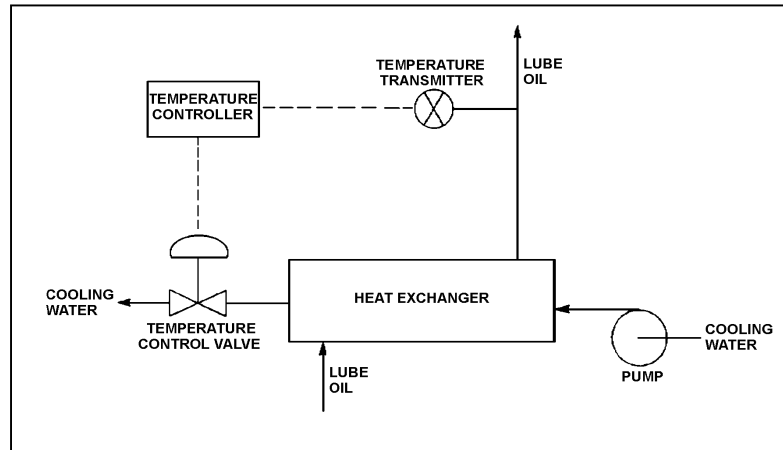 TEMPERATURE
TRANSMITTER
LUBE
OIL
TEMPERATURE
CONTROLLER
COOLING
WATER
TEMPERATURE
CONTROL VALVE
HEAT EXCHANGER
LUBE
OIL
COOLING
WATER
PUMP